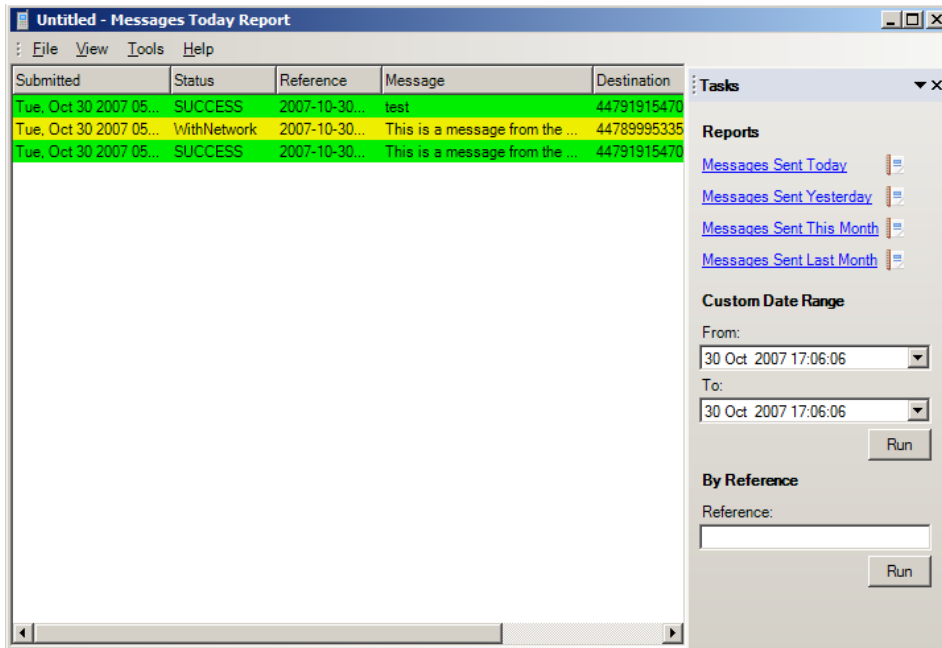 Untitled - Messages Today Report
File View Tools Help
Submitted Status Reference Message Destination
Tue, Oct 30 2007 05... SUCCESS 2007-10-30... test 44791915470
Tue, Oct 30 2007 05... WithNetwork 2007-10-30... This is a message from the ... 44789995335
Tue, Oct 30 2007 05... SUCCESS 2007-10-30... This is a message from the ... 44791915470
Tasks
Reports
Messages Sent Today
Messages Sent Yesterday
Messages Sent This Month
Messages Sent Last Month
Custom Date Range
From:
30 Oct 2007 17:06:06
To:
30 Oct 2007 17:06:06
Run
By Reference
Reference:
Run